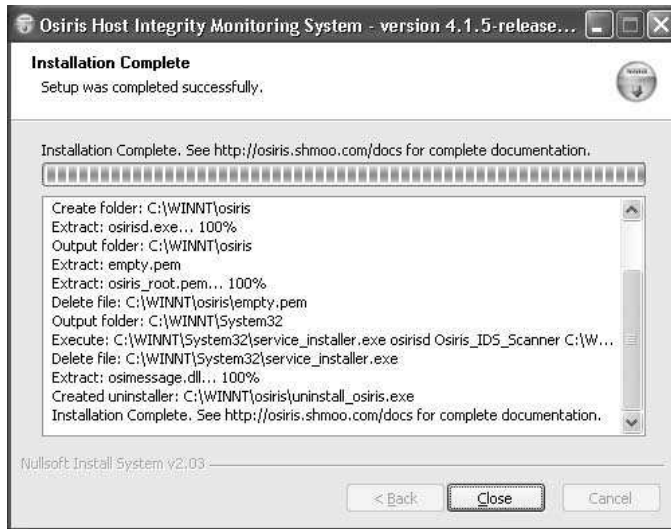 Osiris Host Integrity Monitoring System - version 4.1.5-release...
Installation Complete
Setup was completed successfully.
Installation Complete. See http://osiris.shmoo.com/docs for complete documentation.
Create folder: C:\WINNT\osiris
Extract: osirisd.exe... 100%
Output folder: C:\WINNT\osiris
Extract: empty.pem
Extract: osiris_root.pem... 100%
Delete file: C:\WINNT\osiris\empty.pem
Output folder: C:\WINNT\System32
Execute: C:\WINNT\System32\service_installer.exe osirisd Osiris_IDS_Scanner C:\W...
Delete file: C:\WINNT\System32\service_installer.exe
Extract: osimessage.dll... 100%
Created uninstaller: C:\WINNT\osiris\uninstall_osiris.exe
Installation Complete. See http://osiris.shmoo.com/docs for complete documentation.
Nullsoft Install System v2.03
< Back
Close
Cancel